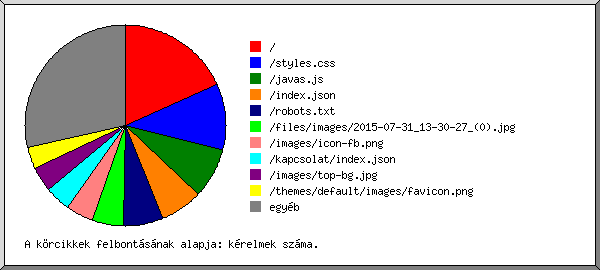 /
/styles.css
/javas.js
/index.json
/robots.txt
/files/images/2015-07-31_13-30-27_(0).jpg
/images/icon-fb.png
/kapcsolat/index.json
/images/top-bg.jpg
/themes/default/images/favicon.png
egyéb
A körcikkek felbontásának alapja: kérelmek száma.